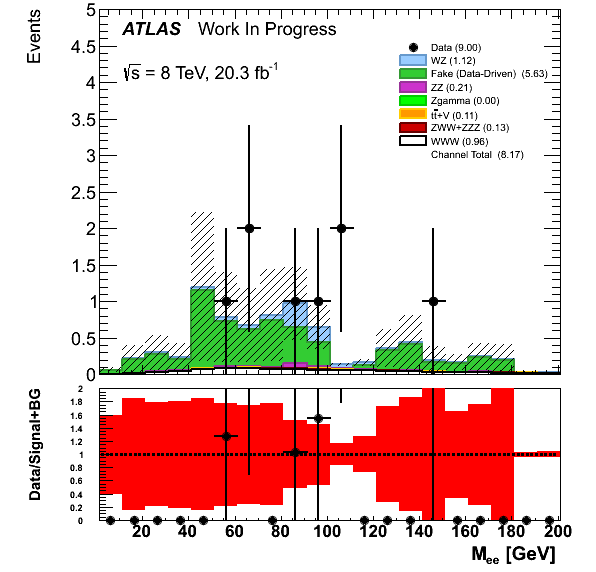 Events
ATLAS Work In Progress
√s = 8 TeV, 20.3 fb⁻¹
Data (9.00)
WZ (1.12)
Fake (Data-Driven) (5.63)
ZZ (0.21)
Zgamma (0.00)
tt̄+V (0.11)
ZWW+ZZZ (0.13)
WWW (0.96)
Channel Total (8.17)
5
4.5
4
3.5
3
2.5
2
1.5
1
0.5
0
Data/Signal+BG
2
1.8
1.6
1.4
1.2
1
0.8
0.6
0.4
0.2
0
20 40 60 80 100 120 140 160 180 200
Mee [GeV]